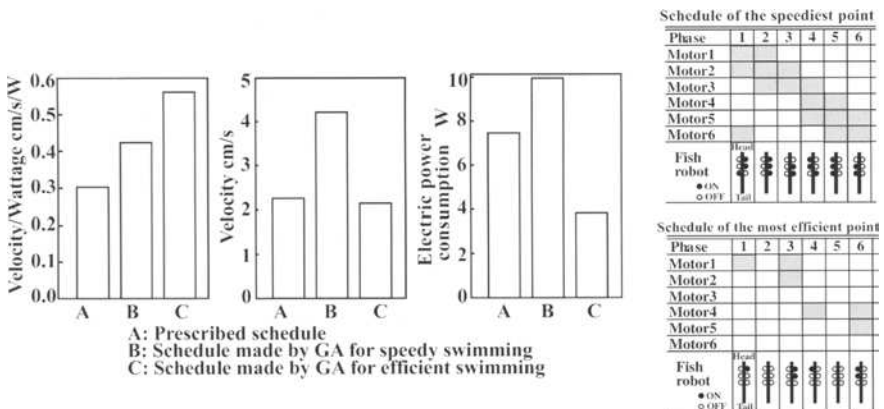 Velocity/Wattage cm/s/W
0.6
0.5
0.4
0.3
0.2
0.1
0.0
A B C
Velocity cm/s
5
4
3
2
1
0
A B C
Electric power
consumption W
10
8
6
4
2
0
A B C
A: Prescribed schedule
B: Schedule made by GA for speedy swimming
C: Schedule made by GA for efficient swimming
Schedule of the speediest point
Phase 1 2 3 4 5 6
Motor1
Motor2
Motor3
Motor4
Motor5
Motor6
Fish
robot
● ON
○ OFF
Head
Tail
Schedule of the most efficient point
Phase 1 2 3 4 5 6
Motor1
Motor2
Motor3
Motor4
Motor5
Motor6
Fish
robot
● ON
○ OFF
Head
Tail